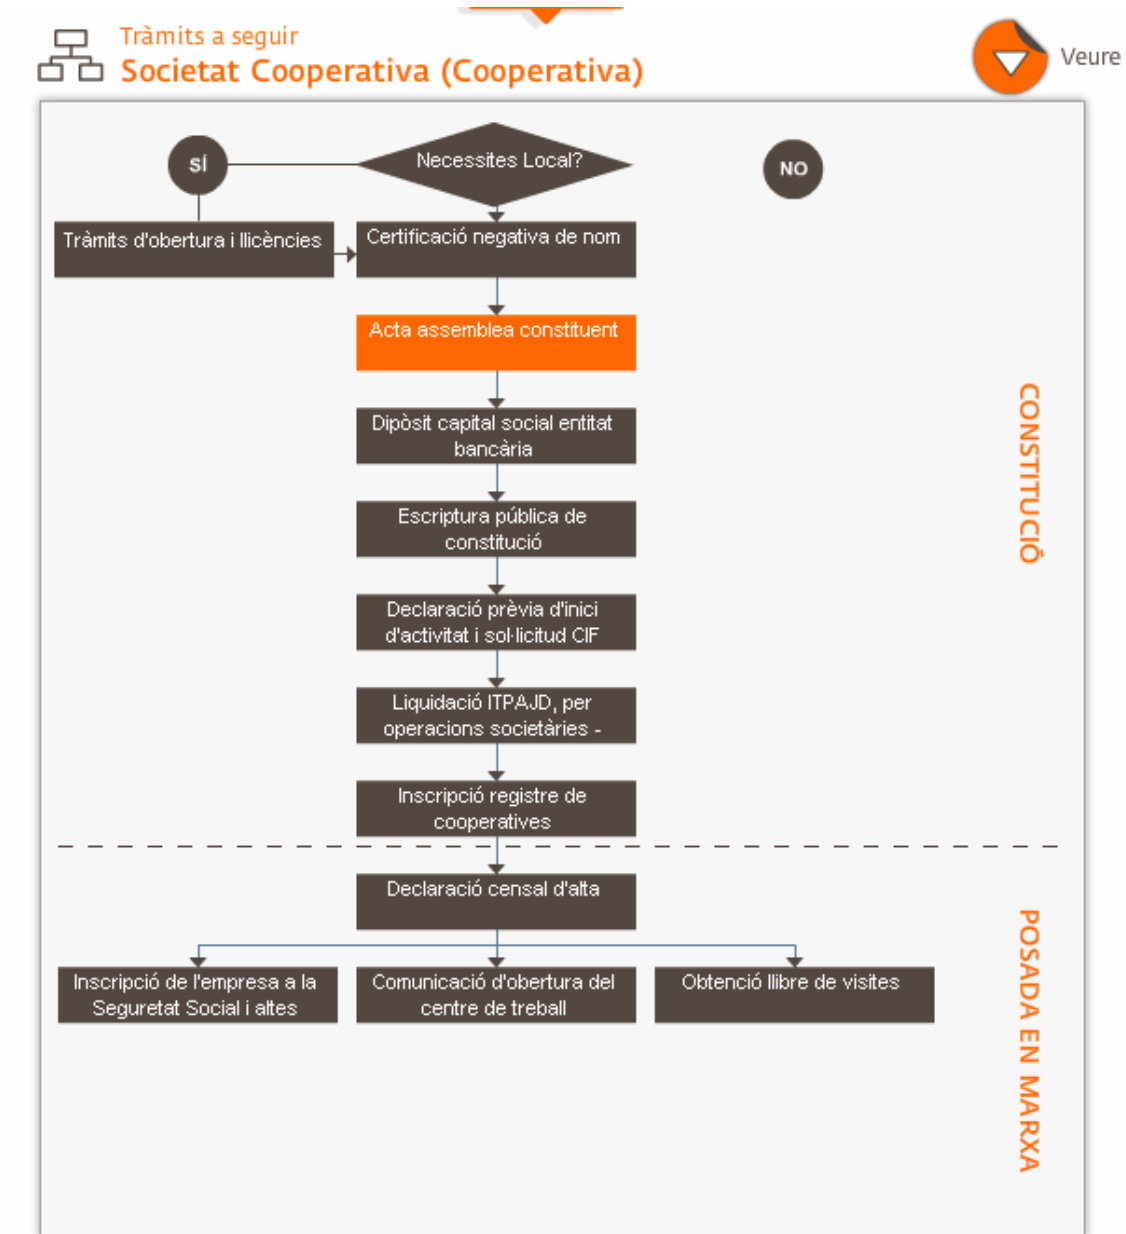 Tràmits a seguir
Societat Cooperativa (Cooperativa)
Veure
SÍ
Necessites Local?
NO
Tràmits d'obertura i llicències
Certificació negativa de nom
Acta assemblea constituent
Dipòsit capital social entitat
bancària
Escriptura pública de
constitució
Declaració prèvia d'inici
d'activitat i sol·licitud CIF
Liquidació ITPAJD, per
operacions societàries -
Inscripció registre de
cooperatives
CONSTITUCIÓ
Declaració censal d'alta
Inscripció de l'empresa a la
Seguretat Social i altes
Comunicació d'obertura del
centre de treball
Obtenció llibre de visites
POSADA EN MARXA